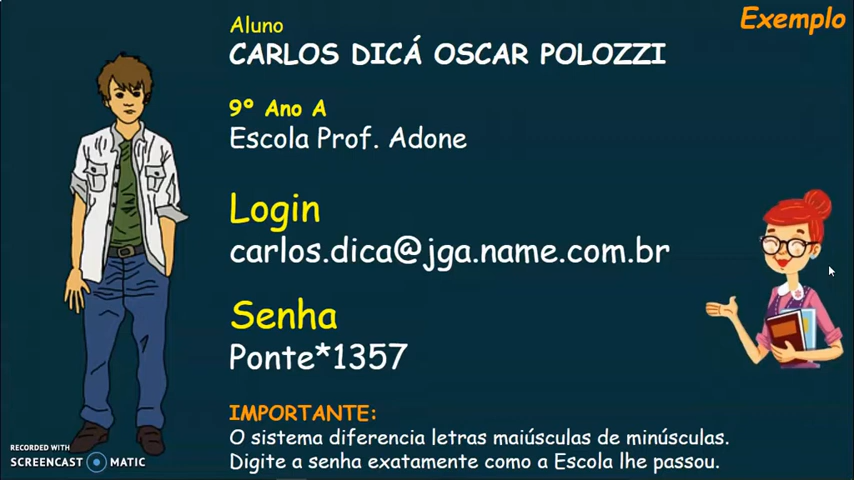 Exemplo
Aluno
CARLOS DICÁ OSCAR POLOZZI
9º Ano A
Escola Prof. Adone
Login
carlos.dica@jga.name.com.br
Senha
Ponte*1357
IMPORTANTE:
O sistema diferencia letras maiúsculas de minúsculas.
Digite a senha exatamente como a Escola lhe passou.
RECORDED WITH
SCREENCAST MATIC